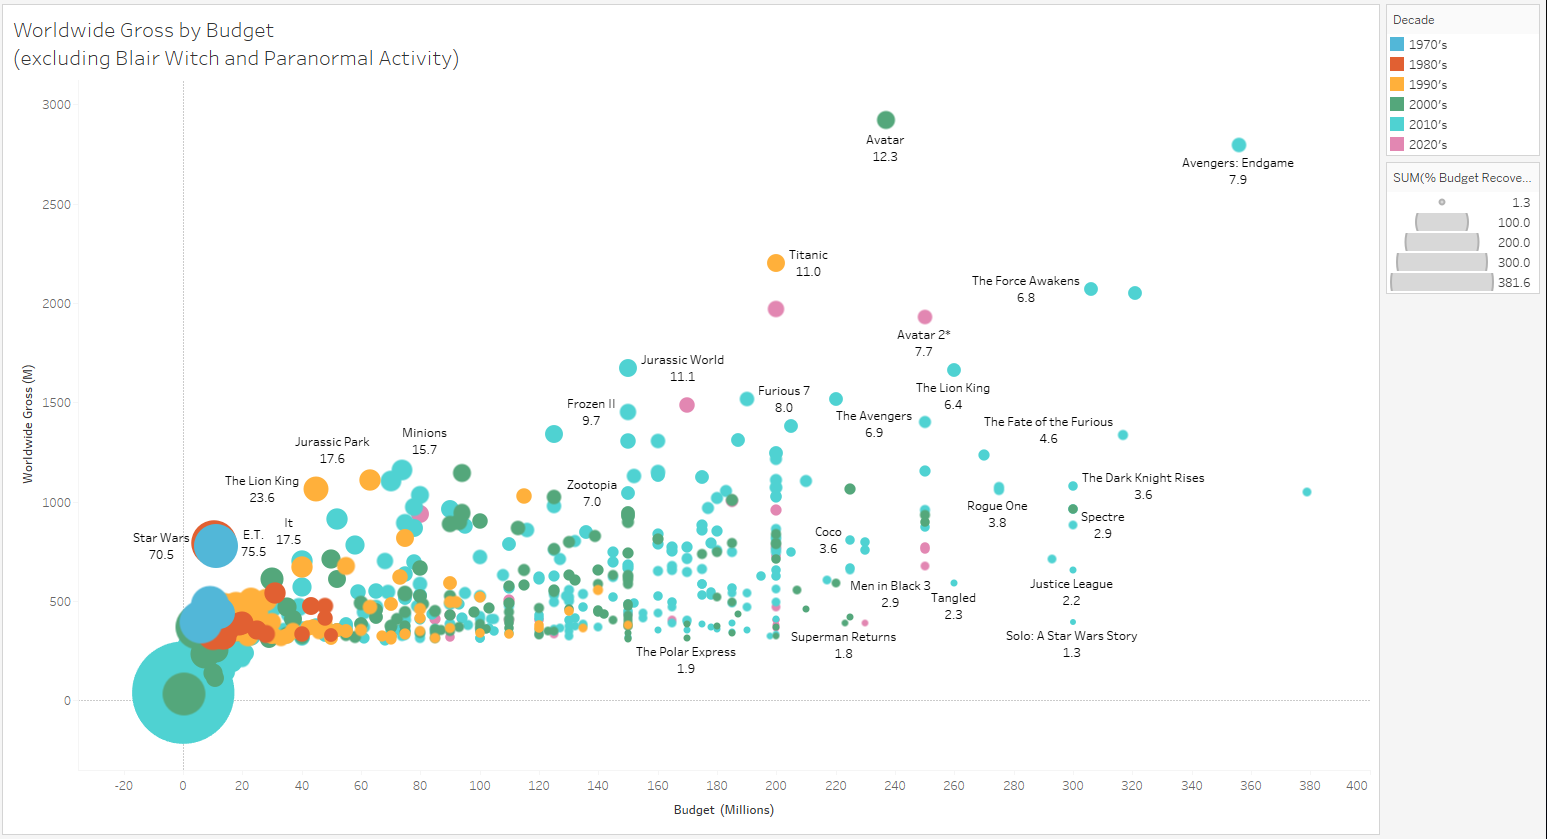 Worldwide Gross by Budget
(excluding Blair Witch and Paranormal Activity)
Decade
1970's
1980's
1990's
2000's
2010's
2020's
SUM(% Budget Recove...
1.3
100.0
200.0
300.0
381.6
Worldwide Gross (M)
3000
2500
2000
1500
1000
500
0
Avatar
12.3
Avengers: Endgame
7.9
Titanic
11.0
The Force Awakens
6.8
Avatar 2*
7.7
Jurassic World
11.1
The Lion King
6.4
Furious 7
8.0
Frozen II
9.7
The Avengers
6.9
The Fate of the Furious
4.6
Minions
15.7
Jurassic Park
17.6
The Lion King
23.6
Zootopia
7.0
The Dark Knight Rises
3.6
Rogue One
3.8
Spectre
2.9
It
17.5
Star Wars
70.5
E.T.
75.5
Coco
3.6
Men in Black 3
2.9
Tangled
2.3
Justice League
2.2
Superman Returns
1.8
Solo: A Star Wars Story
1.3
The Polar Express
1.9
-20
0
20
40
60
80
100
120
140
160
180
200
220
240
260
280
300
320
340
360
380
400
Budget (Millions)